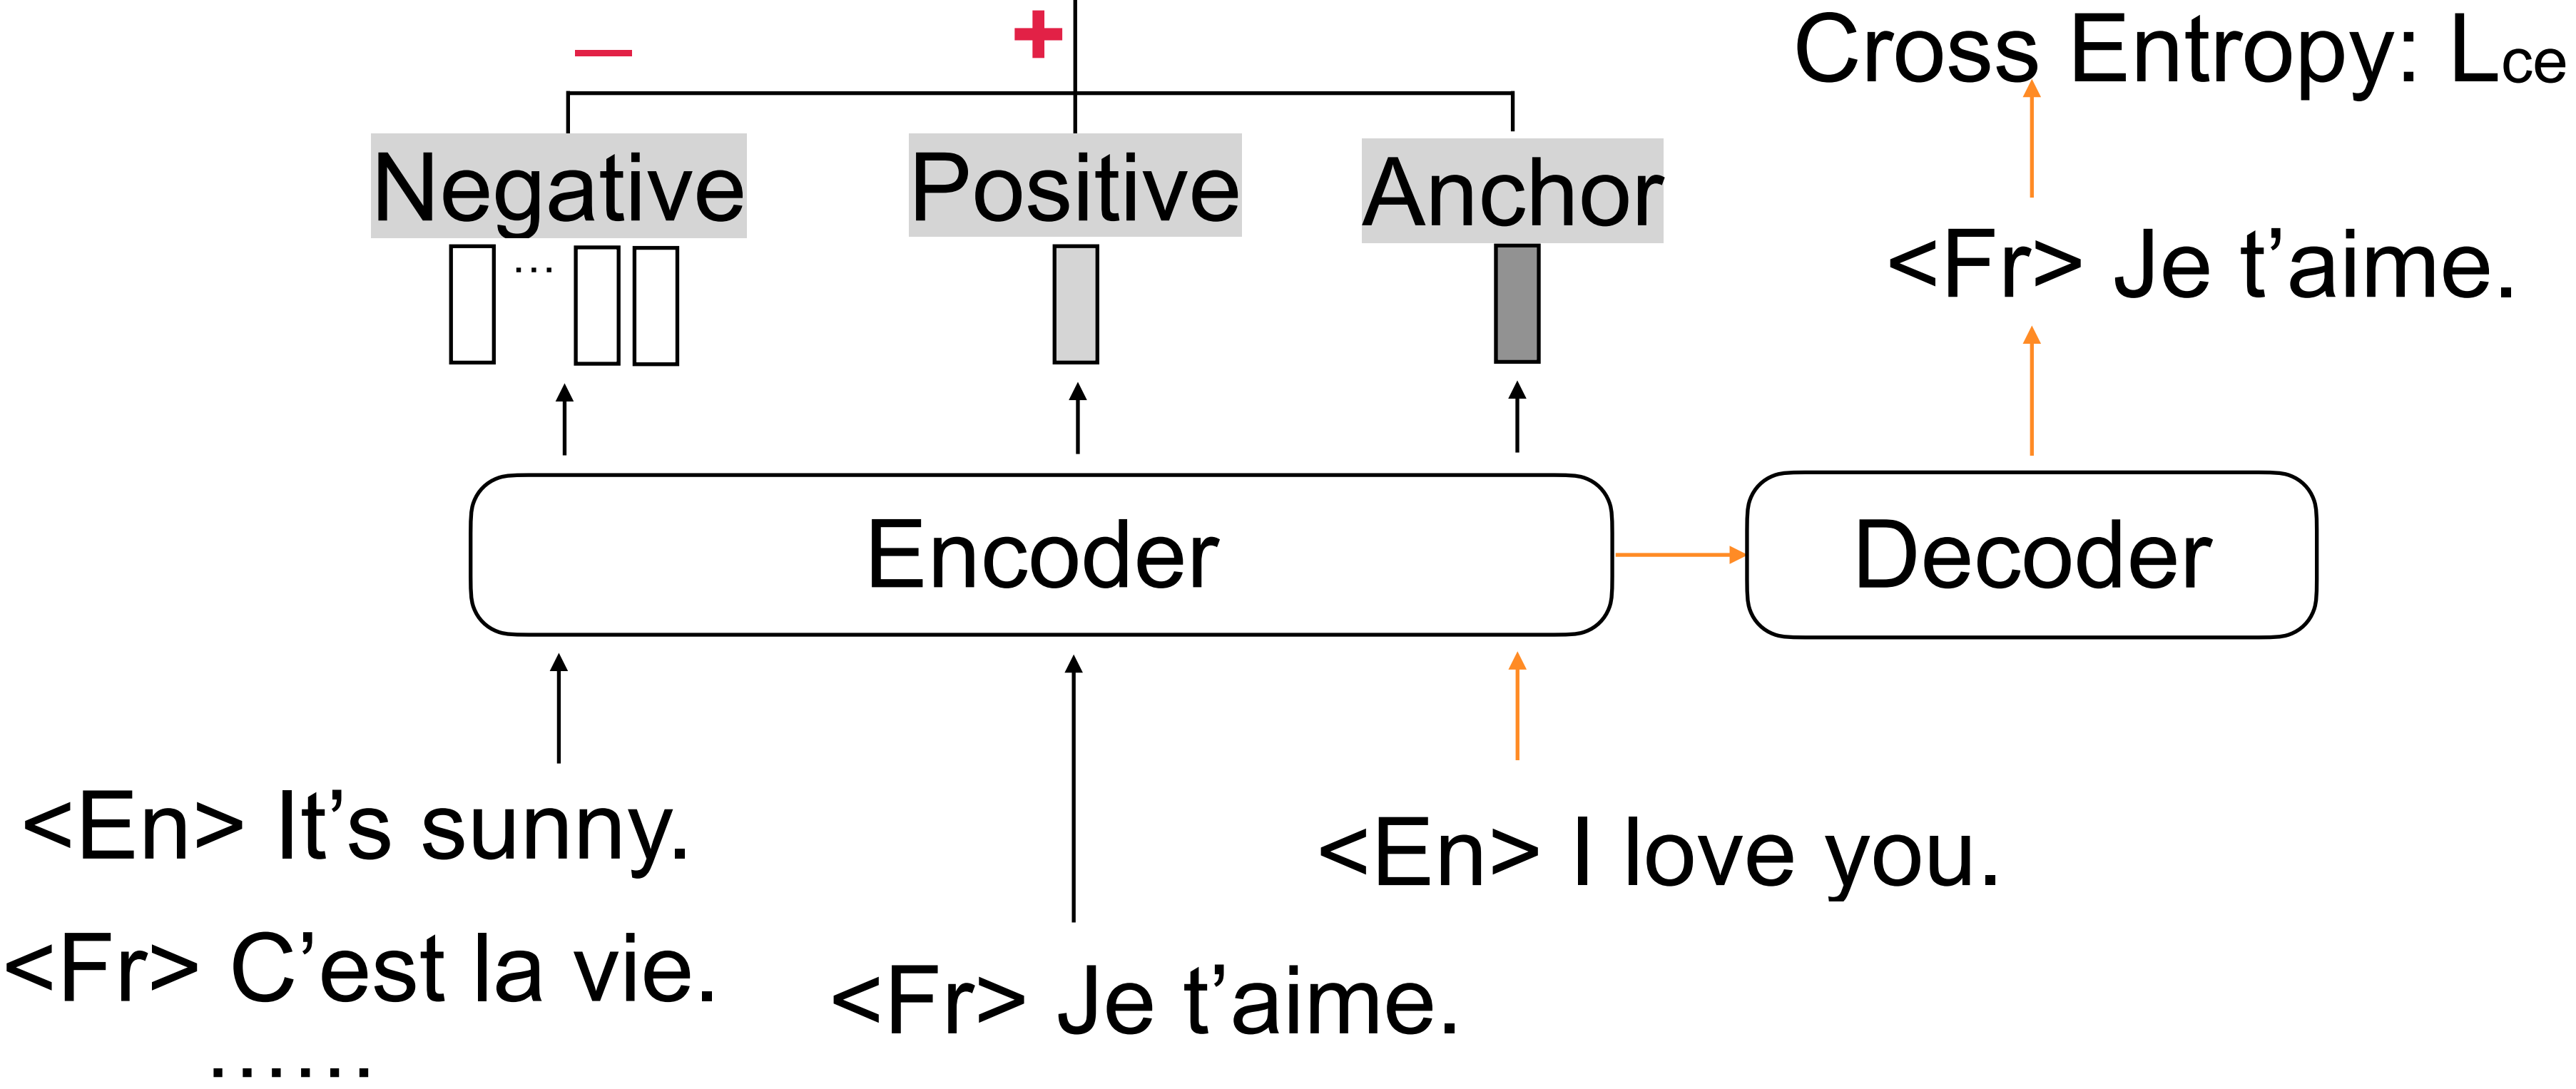 − +
Cross Entropy: Lce
Negative Positive Anchor
...
<Fr> Je t’aime.
Encoder
Decoder
<En> It’s sunny.
<En> I love you.
<Fr> C’est la vie.
<Fr> Je t’aime.
......